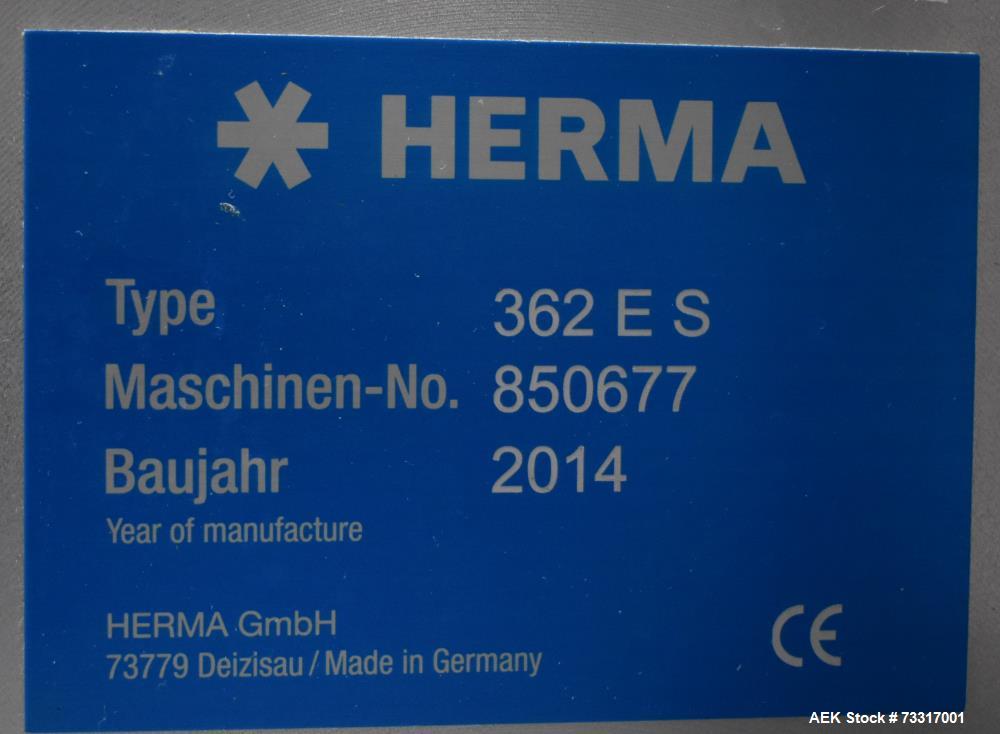 HERMA
Type 362 E S
Maschinen-No. 850677
Baujahr 2014
Year of manufacture
HERMA GmbH
73779 Deizisau / Made in Germany
CE
AEK Stock # 73317001